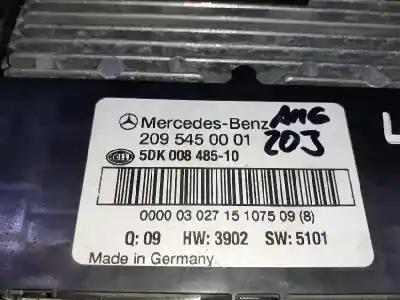 Mercedes-Benz
AMG
203
209 545 00 01
HELLA
5DK 008 485-10
0000 03 027 15 1075 09 (8)
Q: 09 HW: 3902 SW: 5101
Made in Germany
L